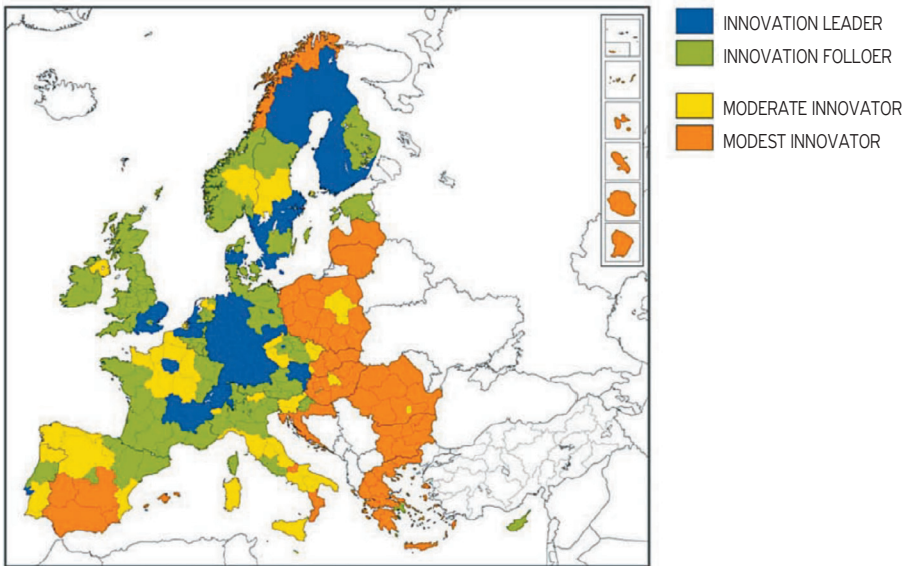 INNOVATION LEADER
INNOVATION FOLLOER
MODERATE INNOVATOR
MODEST INNOVATOR